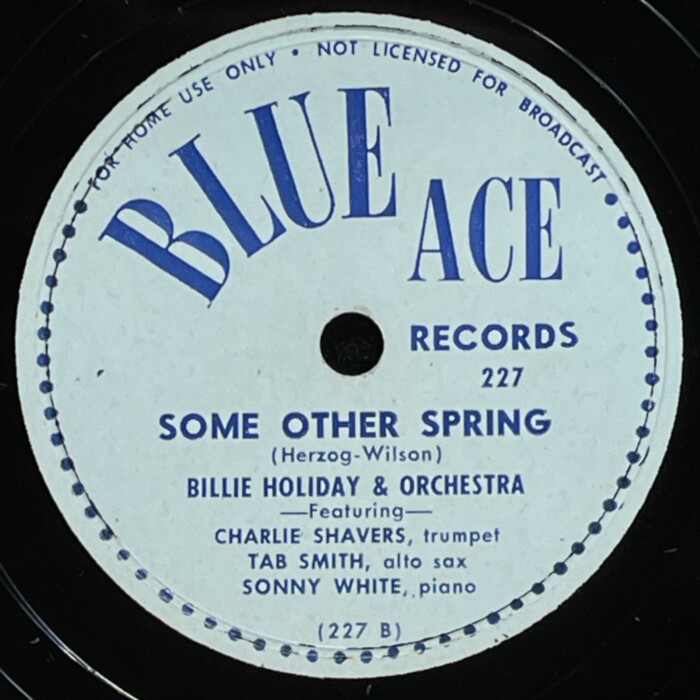 FOR HOME USE ONLY • NOT LICENSED FOR BROADCAST
BLUE
ACE
RECORDS
227
SOME OTHER SPRING
(Herzog-Wilson)
BILLIE HOLIDAY & ORCHESTRA
—Featuring—
CHARLIE SHAVERS, trumpet
TAB SMITH, alto sax
SONNY WHITE, piano
(227 B)